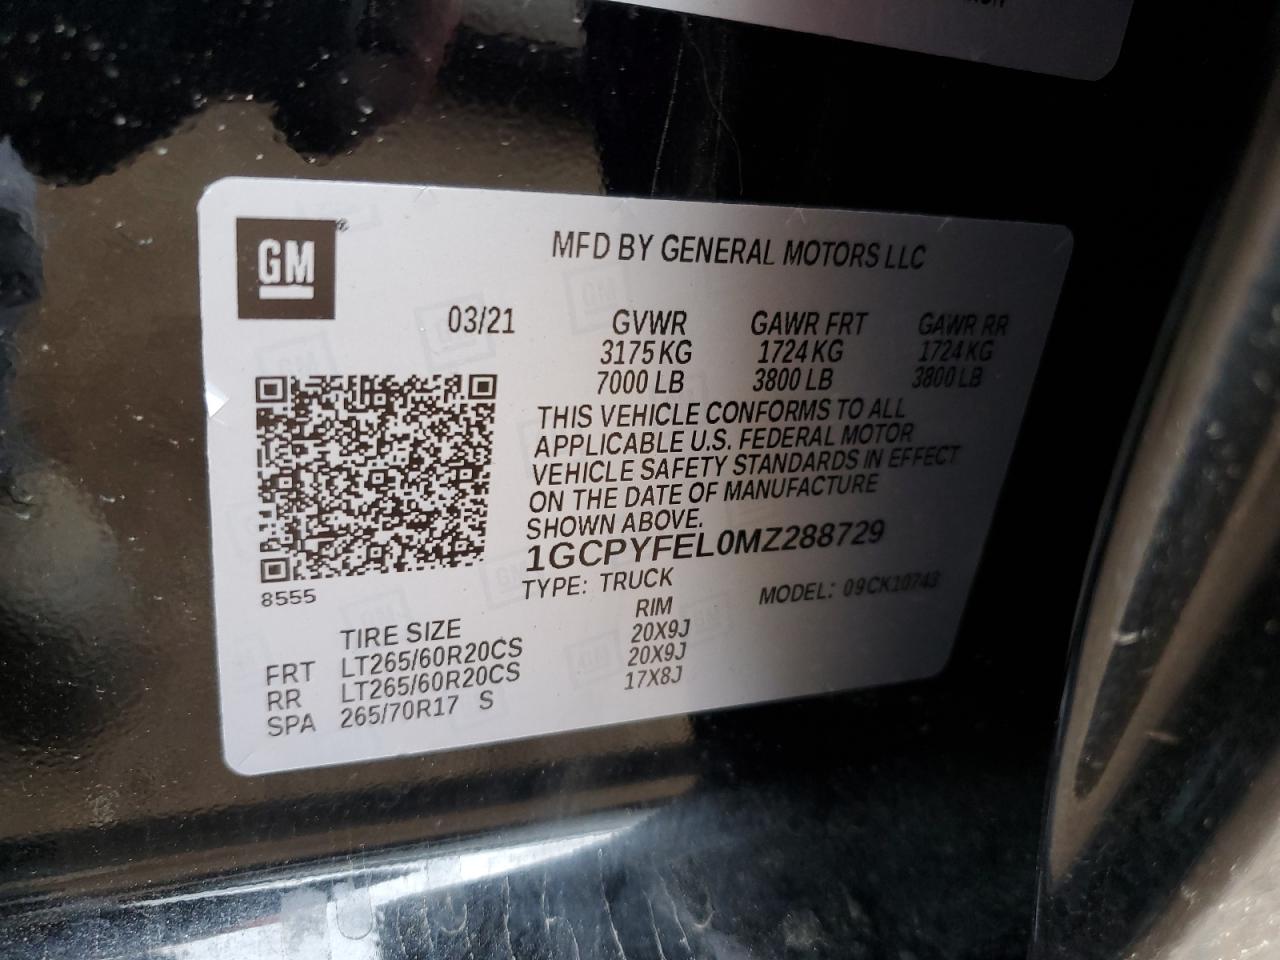 GM
MFD BY GENERAL MOTORS LLC
03/21 GVWR GAWR FRT GAWR RR
3175 KG 1724 KG 1724 KG
7000 LB 3800 LB 3800 LB
THIS VEHICLE CONFORMS TO ALL
APPLICABLE U.S. FEDERAL MOTOR
VEHICLE SAFETY STANDARDS IN EFFECT
ON THE DATE OF MANUFACTURE
SHOWN ABOVE.
1GCPYFEL0MZ288729
TYPE: TRUCK MODEL: 09CK10743
8555
TIRE SIZE RIM
FRT LT265/60R20CS 20X9J
RR LT265/60R20CS 20X9J
SPA 265/70R17 S 17X8J